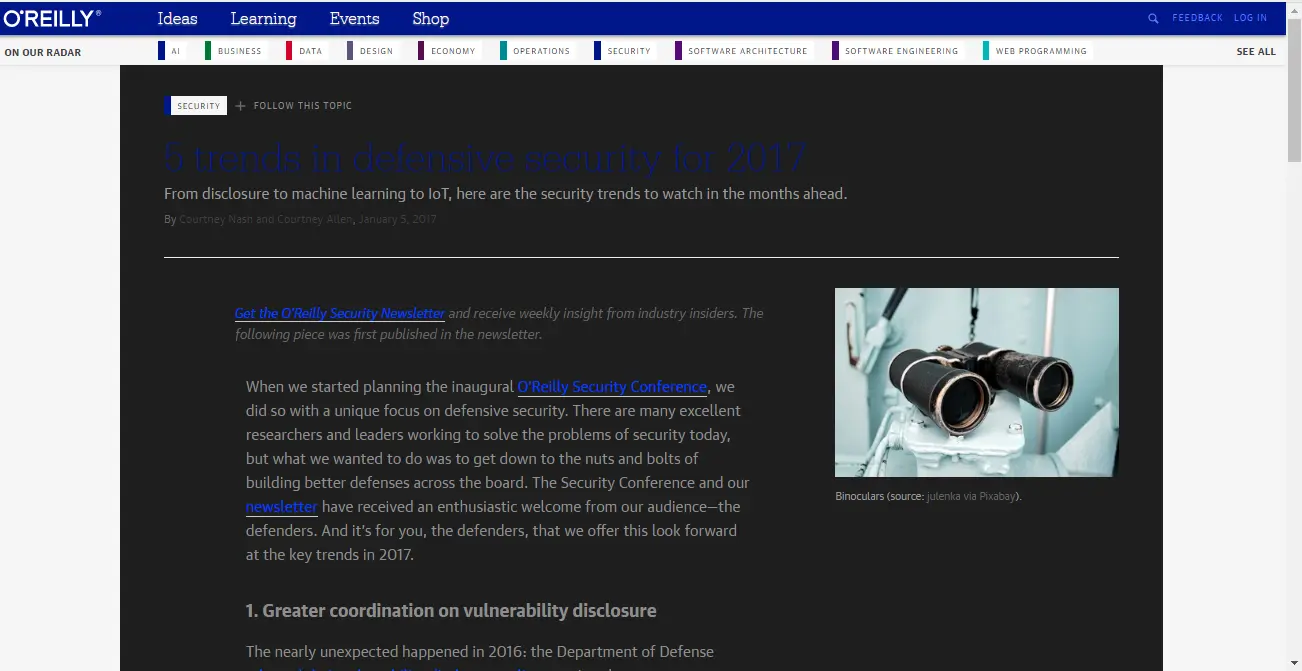 O'REILLY®
Ideas Learning Events Shop FEEDBACK LOG IN
ON OUR RADAR AI BUSINESS DATA DESIGN ECONOMY OPERATIONS SECURITY SOFTWARE ARCHITECTURE SOFTWARE ENGINEERING WEB PROGRAMMING SEE ALL
SECURITY + FOLLOW THIS TOPIC
5 trends in defensive security for 2017
From disclosure to machine learning to IoT, here are the security trends to watch in the months ahead.
By Courtney Nash and Courtney Allen, January 5, 2017
Get the O'Reilly Security Newsletter and receive weekly insight from industry insiders. The
following piece was first published in the newsletter.
When we started planning the inaugural O'Reilly Security Conference, we
did so with a unique focus on defensive security. There are many excellent
researchers and leaders working to solve the problems of security today,
but what we wanted to do was to get down to the nuts and bolts of
building better defenses across the board. The Security Conference and our
newsletter have received an enthusiastic welcome from our audience—the
defenders. And it's for you, the defenders, that we offer this look forward
at the key trends in 2017.
Binoculars (source: julenka via Pixabay).
1. Greater coordination on vulnerability disclosure
The nearly unexpected happened in 2016: the Department of Defense